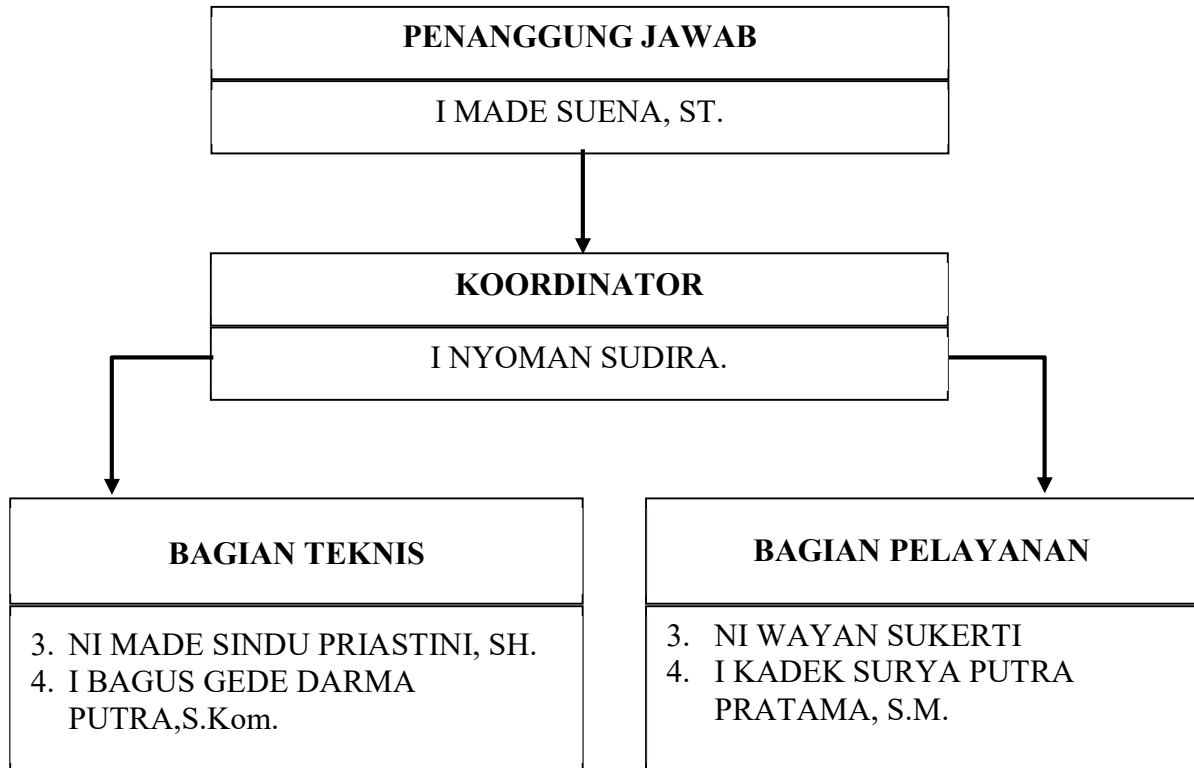 PENANGGUNG JAWAB
I MADE SUENA, ST.
KOORDINATOR
I NYOMAN SUDIRA.
BAGIAN TEKNIS
3. NI MADE SINDU PRIASTINI, SH.
4. I BAGUS GEDE DARMA
PUTRA,S.Kom.
BAGIAN PELAYANAN
3. NI WAYAN SUKERTI
4. I KADEK SURYA PUTRA
PRATAMA, S.M.